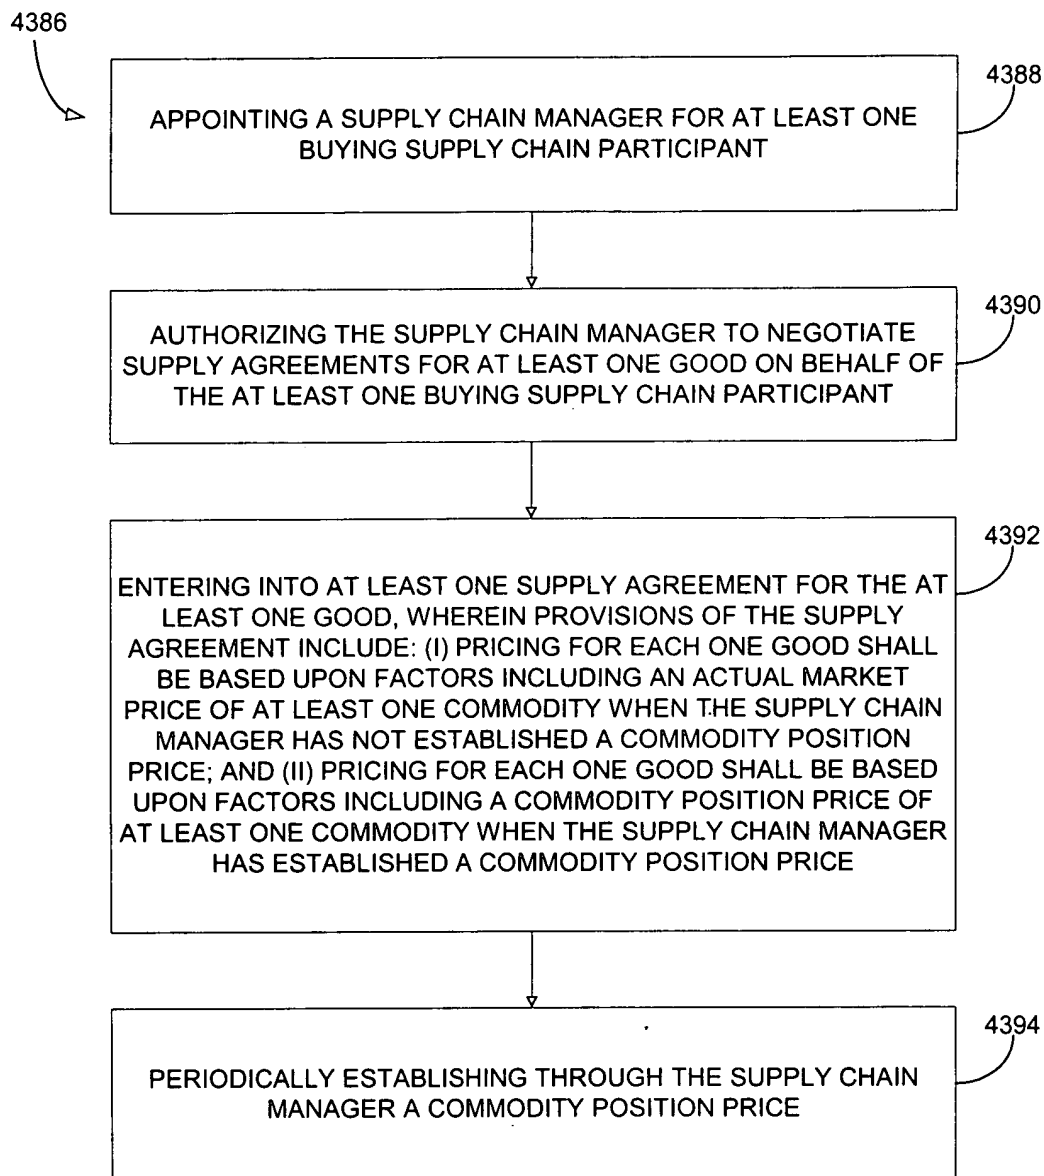 4386
4388
APPOINTING A SUPPLY CHAIN MANAGER FOR AT LEAST ONE
BUYING SUPPLY CHAIN PARTICIPANT
4390
AUTHORIZING THE SUPPLY CHAIN MANAGER TO NEGOTIATE
SUPPLY AGREEMENTS FOR AT LEAST ONE GOOD ON BEHALF OF
THE AT LEAST ONE BUYING SUPPLY CHAIN PARTICIPANT
4392
ENTERING INTO AT LEAST ONE SUPPLY AGREEMENT FOR THE AT
LEAST ONE GOOD, WHEREIN PROVISIONS OF THE SUPPLY
AGREEMENT INCLUDE: (I) PRICING FOR EACH ONE GOOD SHALL
BE BASED UPON FACTORS INCLUDING AN ACTUAL MARKET
PRICE OF AT LEAST ONE COMMODITY WHEN THE SUPPLY CHAIN
MANAGER HAS NOT ESTABLISHED A COMMODITY POSITION
PRICE; AND (II) PRICING FOR EACH ONE GOOD SHALL BE BASED
UPON FACTORS INCLUDING A COMMODITY POSITION PRICE OF
AT LEAST ONE COMMODITY WHEN THE SUPPLY CHAIN MANAGER
HAS ESTABLISHED A COMMODITY POSITION PRICE
4394
PERIODICALLY ESTABLISHING THROUGH THE SUPPLY CHAIN
MANAGER A COMMODITY POSITION PRICE